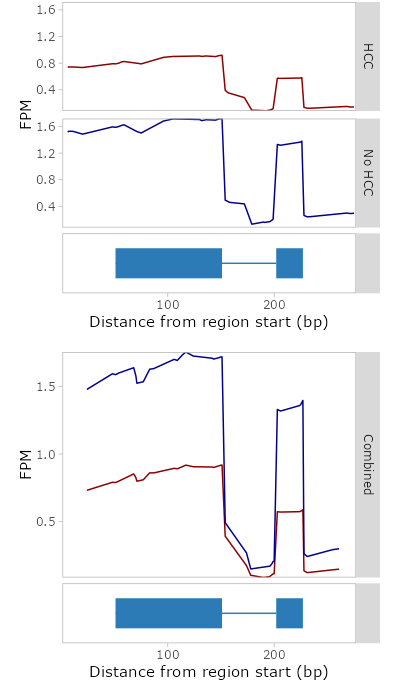 1.6
1.2
0.8
0.4
HCC
FPM
1.6
1.2
0.8
0.4
No HCC
100
200
Distance from region start (bp)
1.5
1.0
0.5
FPM
Combined
100
200
Distance from region start (bp)